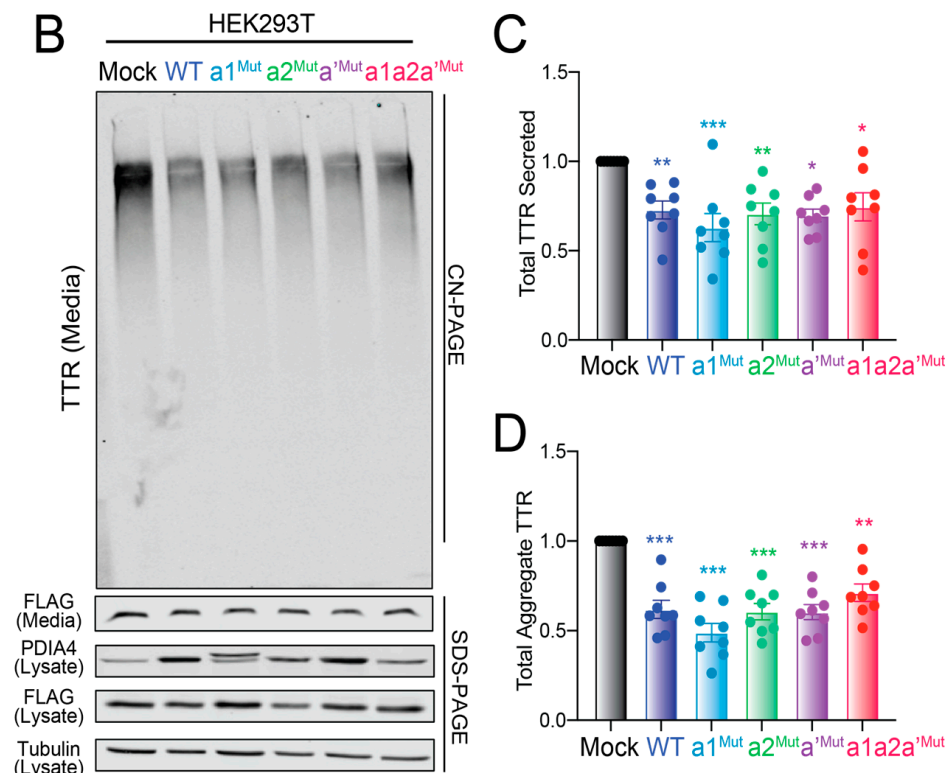 B
HEK293T
Mock WT a1Mut a2Mut a'Mut a1a2a'Mut
TTR (Media)
CN-PAGE
FLAG
(Media)
PDIA4
(Lysate)
FLAG
(Lysate)
Tubulin
(Lysate)
SDS-PAGE
C
Total TTR Secreted
1.5
1.0
0.5
0.0
** *** ** * *
Mock WT a1Mut a2Mut a'Mut a1a2a'Mut
D
Total Aggregate TTR
1.5
1.0
0.5
0.0
*** *** *** *** **
Mock WT a1Mut a2Mut a'Mut a1a2a'Mut